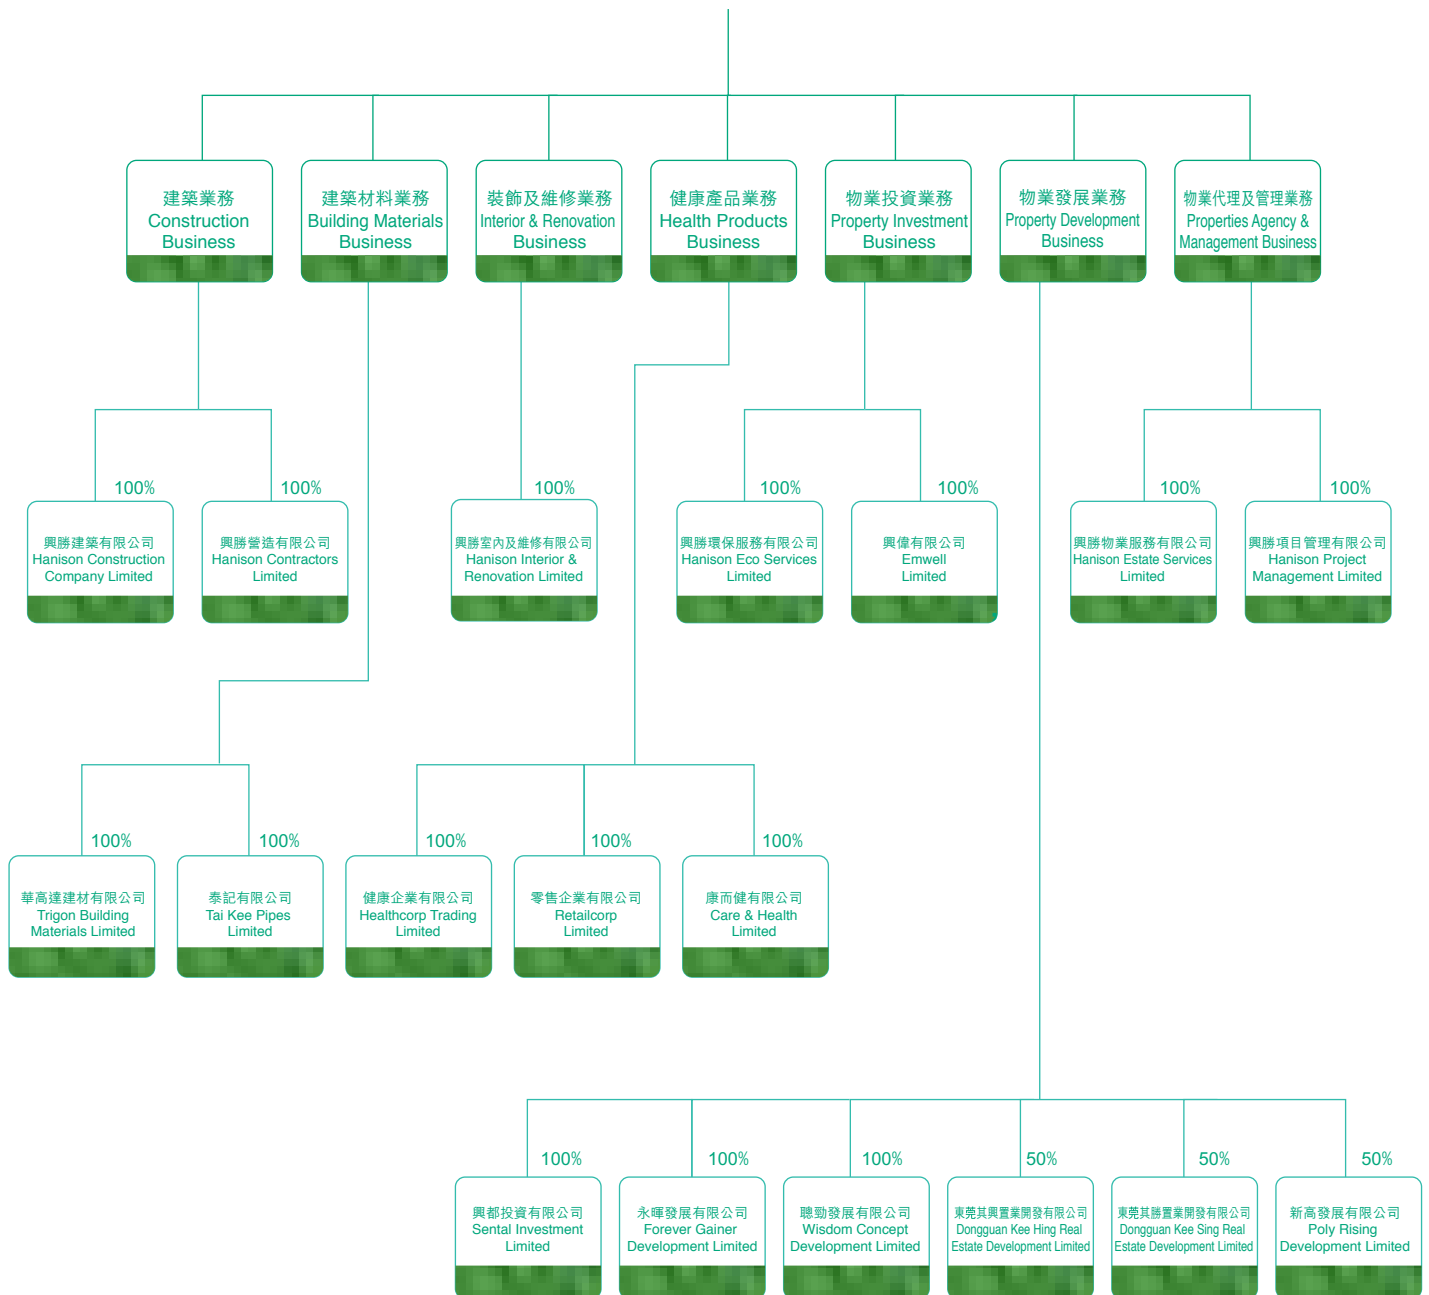 建築業務
Construction
Business
建築材料業務
Building Materials
Business
裝飾及維修業務
Interior & Renovation
Business
健康產品業務
Health Products
Business
物業投資業務
Property Investment
Business
物業發展業務
Property Development
Business
物業代理及管理業務
Properties Agency &
Management Business
100%
興勝建築有限公司
Hanison Construction
Company Limited
100%
興勝營造有限公司
Hanison Contractors
Limited
100%
興勝室內及維修有限公司
Hanison Interior &
Renovation Limited
100%
興勝環保服務有限公司
Hanison Eco Services
Limited
100%
興偉有限公司
Emwell
Limited
100%
興勝物業服務有限公司
Hanison Estate Services
Limited
100%
興勝項目管理有限公司
Hanison Project
Management Limited
100%
華高達建材有限公司
Trigon Building
Materials Limited
100%
泰記有限公司
Tai Kee Pipes
Limited
100%
健康企業有限公司
Healthcorp Trading
Limited
100%
零售企業有限公司
Retailcorp
Limited
100%
康而健有限公司
Care & Health
Limited
100%
興都投資有限公司
Sental Investment
Limited
100%
永暉發展有限公司
Forever Gainer
Development Limited
100%
聰勁發展有限公司
Wisdom Concept
Development Limited
50%
東莞其興置業開發有限公司
Dongguan Kee Hing Real
Estate Development Limited
50%
東莞其勝置業開發有限公司
Dongguan Kee Sing Real
Estate Development Limited
50%
新高發展有限公司
Poly Rising
Development Limited